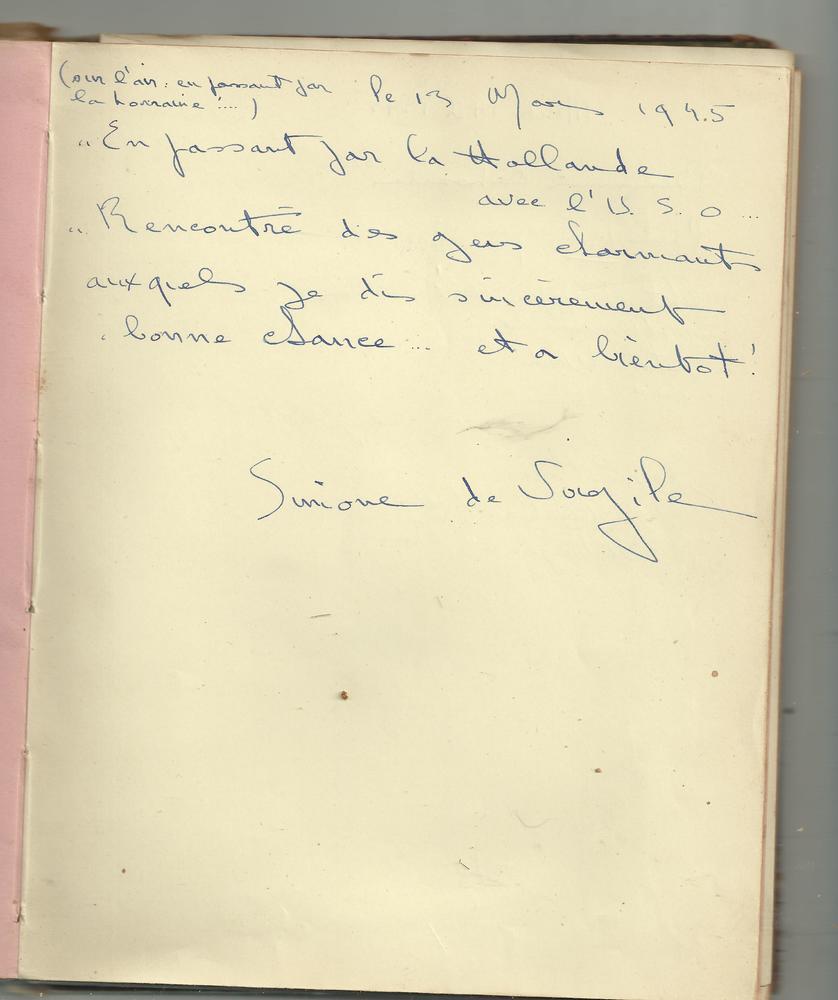 (sur l'air: en passant par
la Lorraine!...)
le 13 Mars 1945
"En passant par la Hollande
avec l'U.S.O...
"Rencontré des gens charmants
auxquels je dis sincèrement
bonne chance... et a bientot!
Simone de